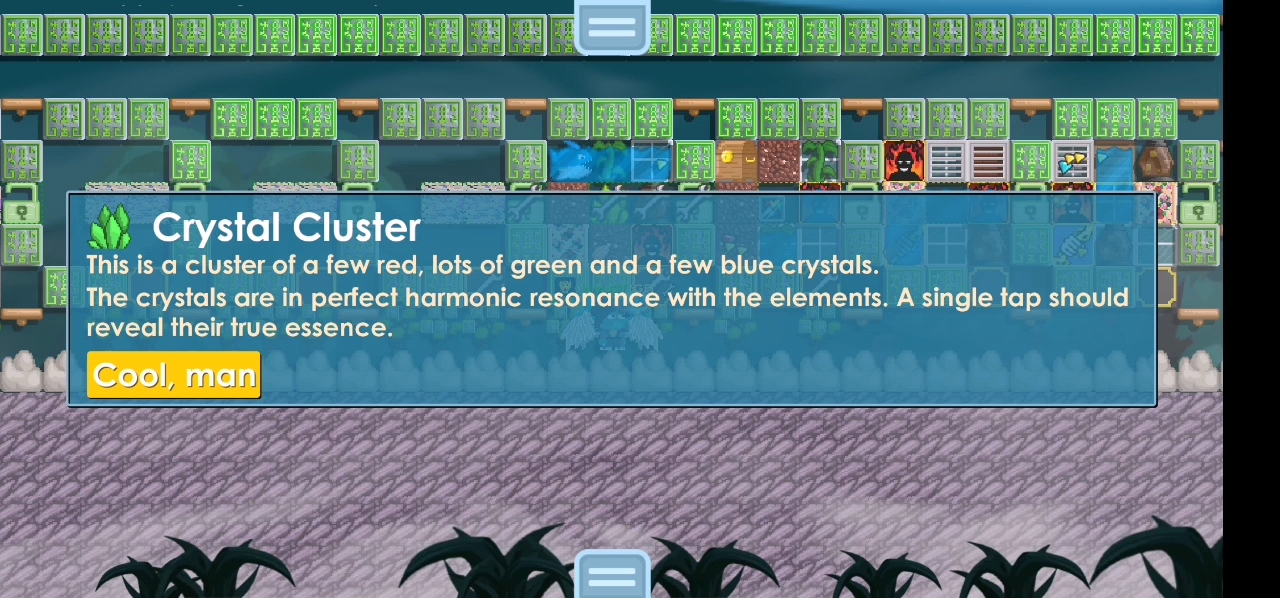 Crystal Cluster
This is a cluster of a few red, lots of green and a few blue crystals.
The crystals are in perfect harmonic resonance with the elements. A single tap should
reveal their true essence.
Cool, man